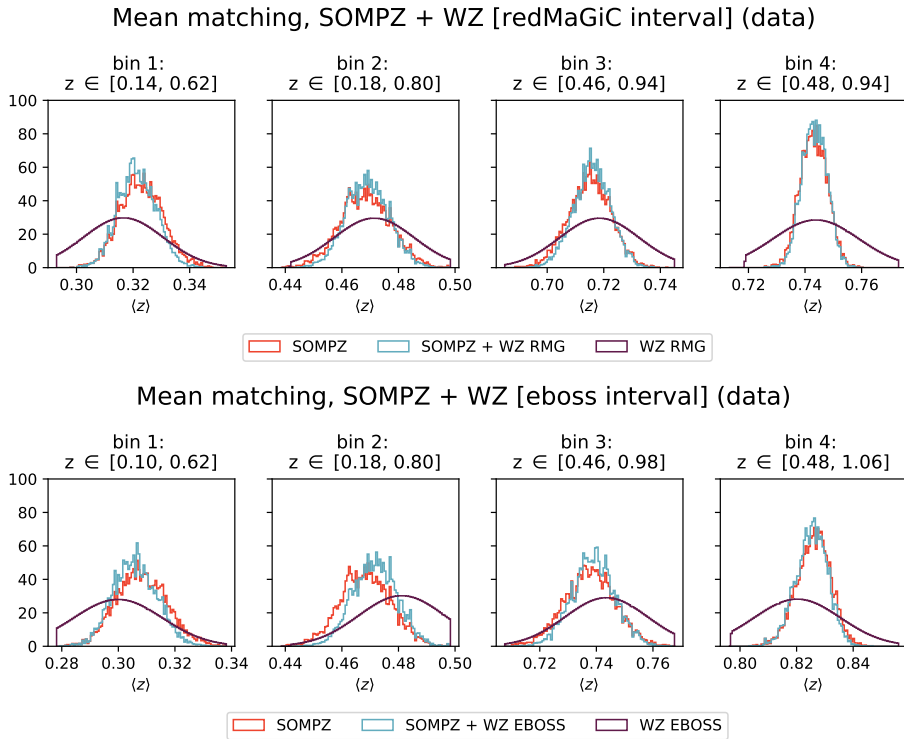 Mean matching, SOMPZ + WZ [redMaGiC interval] (data)
bin 1:
z ∈ [0.14, 0.62]
bin 2:
z ∈ [0.18, 0.80]
bin 3:
z ∈ [0.46, 0.94]
bin 4:
z ∈ [0.48, 0.94]
100
80
60
40
20
0
0.30 0.32 0.34
0.44 0.46 0.48 0.50
0.70 0.72 0.74
0.72 0.74 0.76
⟨z⟩ ⟨z⟩ ⟨z⟩ ⟨z⟩
SOMPZ SOMPZ + WZ RMG WZ RMG
Mean matching, SOMPZ + WZ [eboss interval] (data)
bin 1:
z ∈ [0.10, 0.62]
bin 2:
z ∈ [0.18, 0.80]
bin 3:
z ∈ [0.46, 0.98]
bin 4:
z ∈ [0.48, 1.06]
100
80
60
40
20
0
0.28 0.30 0.32 0.34
0.44 0.46 0.48 0.50
0.72 0.74 0.76
0.80 0.82 0.84
⟨z⟩ ⟨z⟩ ⟨z⟩ ⟨z⟩
SOMPZ SOMPZ + WZ EBOSS WZ EBOSS